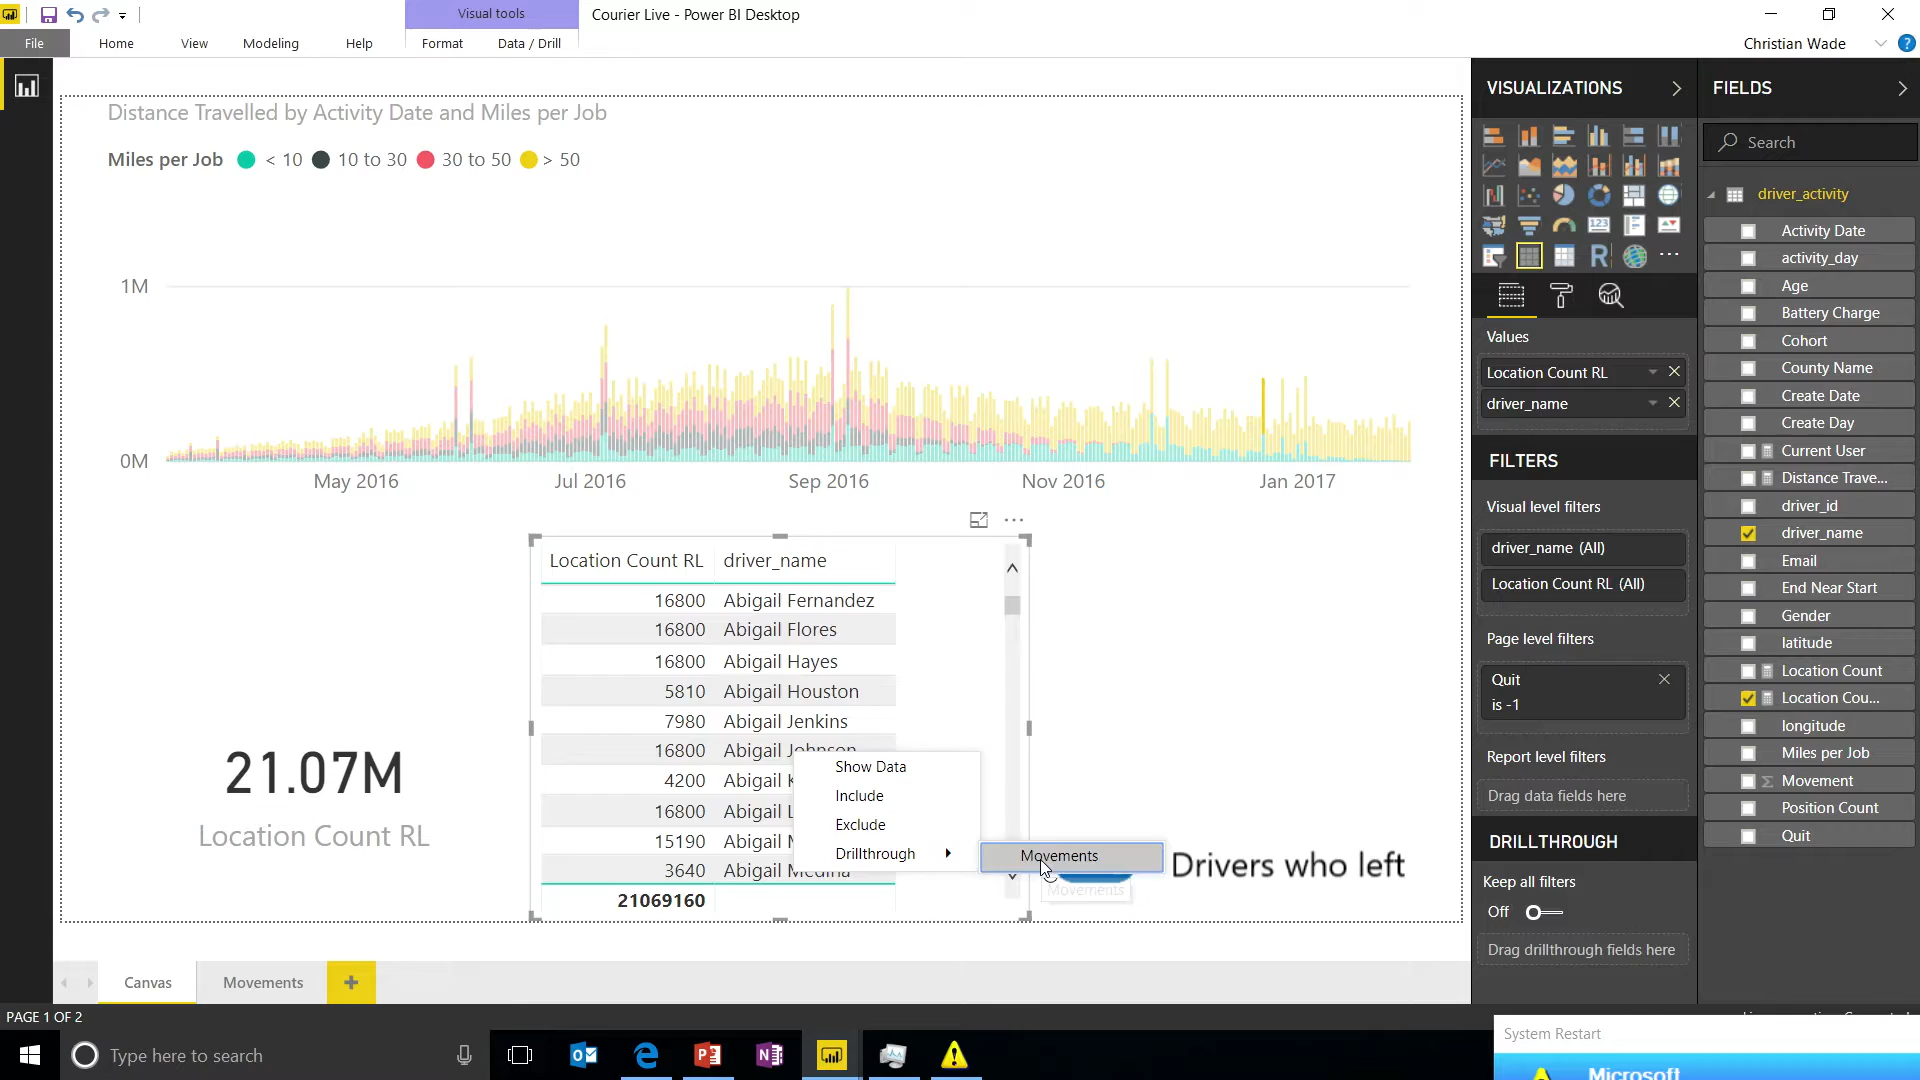 Visual tools
Courier Live - Power BI Desktop
File
Home
View
Modeling
Help
Format
Data / Drill
Christian Wade
?
Distance Travelled by Activity Date and Miles per Job
Miles per Job < 10 10 to 30 30 to 50 > 50
1M
0M
May 2016
Jul 2016
Sep 2016
Nov 2016
Jan 2017
21.07M
Location Count RL
Location Count RL driver_name
16800 Abigail Fernandez
16800 Abigail Flores
16800 Abigail Hayes
5810 Abigail Houston
7980 Abigail Jenkins
16800 Abigail Johnson
4200 Abigail
16800 Abigail
15190 Abigail
3640 Abigail Medina
21069160
Show Data
Include
Exclude
Drillthrough
Movements
Movements
Drivers who left
VISUALIZATIONS
123
R
Values
Location Count RL
driver_name
FILTERS
Visual level filters
driver_name (All)
Location Count RL (All)
Page level filters
Quit
is -1
Report level filters
Drag data fields here
DRILLTHROUGH
Keep all filters
Off
Drag drillthrough fields here
FIELDS
Search
driver_activity
Activity Date
activity_day
Age
Battery Charge
Cohort
County Name
Create Date
Create Day
Current User
Distance Trave...
driver_id
driver_name
Email
End Near Start
Gender
latitude
Location Count
Location Cou...
longitude
Miles per Job
Movement
Position Count
Quit
Canvas
Movements
+
PAGE 1 OF 2
Type here to search
System Restart
Microsoft